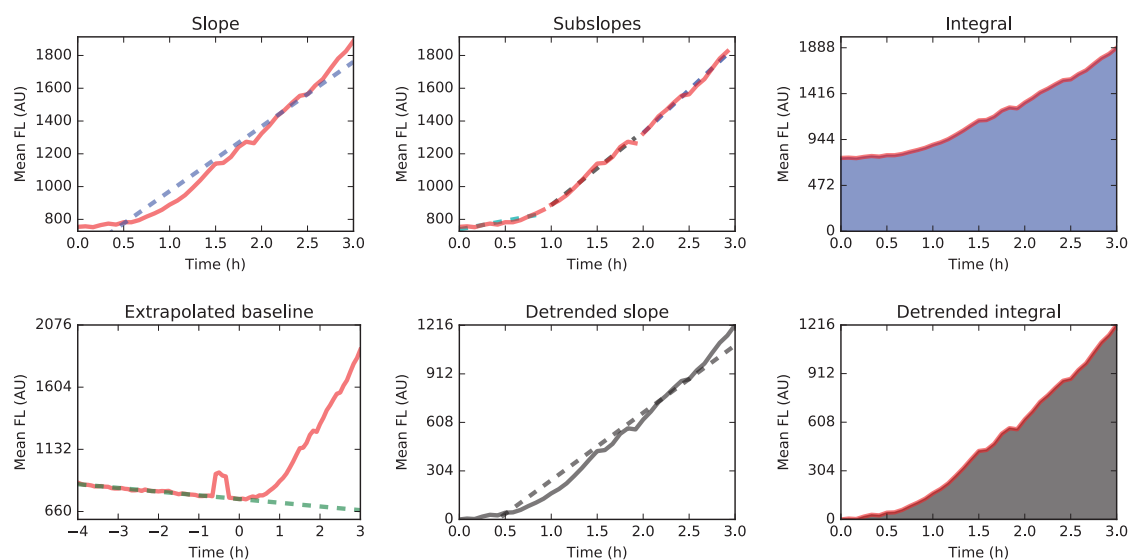 Slope
Mean FL (AU)
1800
1600
1400
1200
1000
800
0.0 0.5 1.0 1.5 2.0 2.5 3.0
Time (h)
Subslopes
Mean FL (AU)
1800
1600
1400
1200
1000
800
0.0 0.5 1.0 1.5 2.0 2.5 3.0
Time (h)
Integral
Mean FL (AU)
1888
1416
944
472
0
0.0 0.5 1.0 1.5 2.0 2.5 3.0
Time (h)
Extrapolated baseline
Mean FL (AU)
2076
1604
1132
660
−4 −3 −2 −1 0 1 2 3
Time (h)
Detrended slope
Mean FL (AU)
1216
912
608
304
0
0.0 0.5 1.0 1.5 2.0 2.5 3.0
Time (h)
Detrended integral
Mean FL (AU)
1216
912
608
304
0
0.0 0.5 1.0 1.5 2.0 2.5 3.0
Time (h)